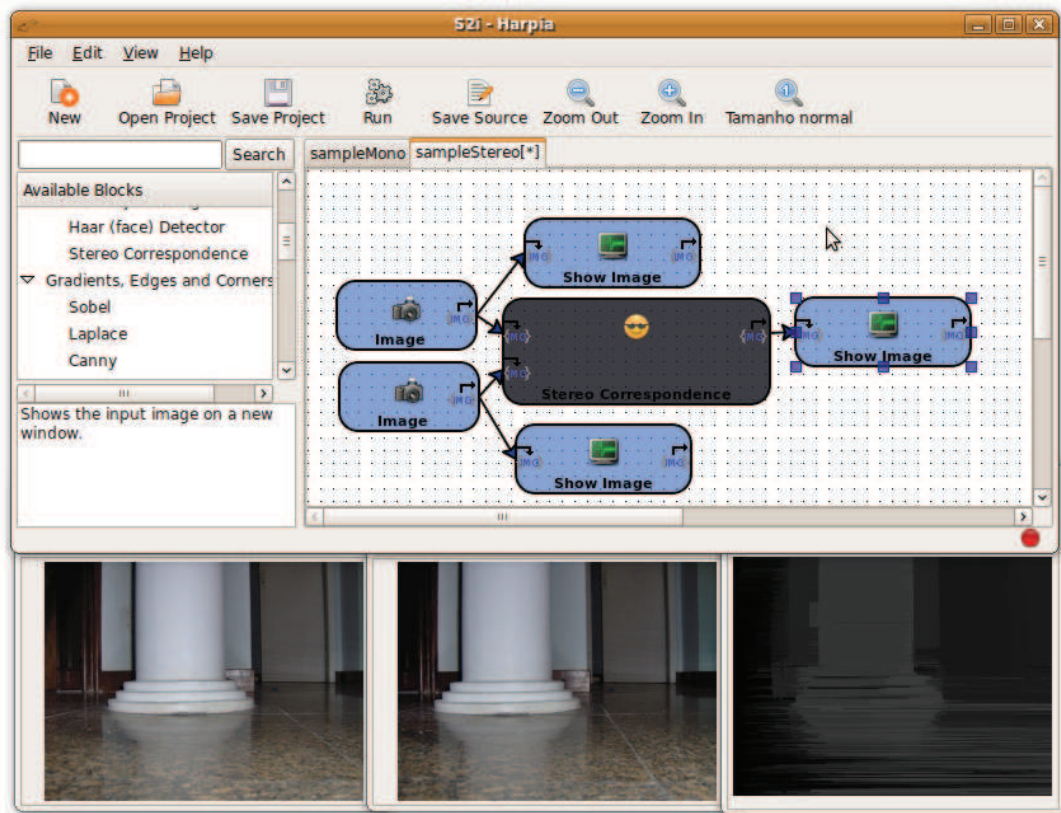 S2i - Harpia
File Edit View Help
New Open Project Save Project Run Save Source Zoom Out Zoom In Tamanho normal
Search
sampleMono sampleStereo[*]
Available Blocks
Haar (face) Detector
Stereo Correspondence
Gradients, Edges and Corners
Sobel
Laplace
Canny
Shows the input image on a new
window.
Show Image
Image
Stereo Correspondence
Show Image
Image
Show Image